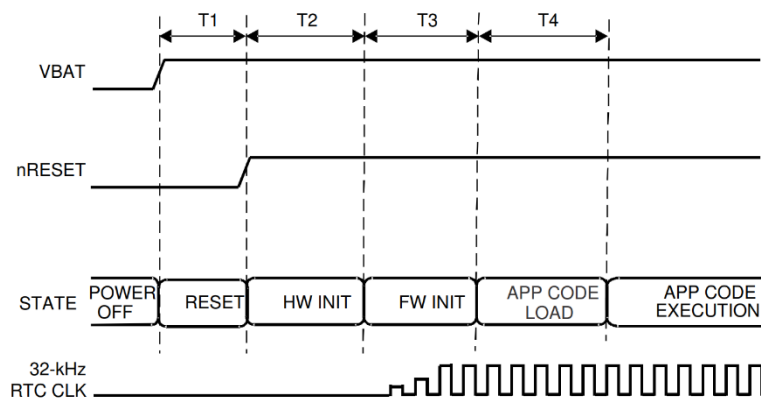 T1 T2 T3 T4
VBAT
nRESET
STATE
POWER
OFF
RESET
HW INIT
FW INIT
APP CODE
LOAD
APP CODE
EXECUTION
32-kHz
RTC CLK